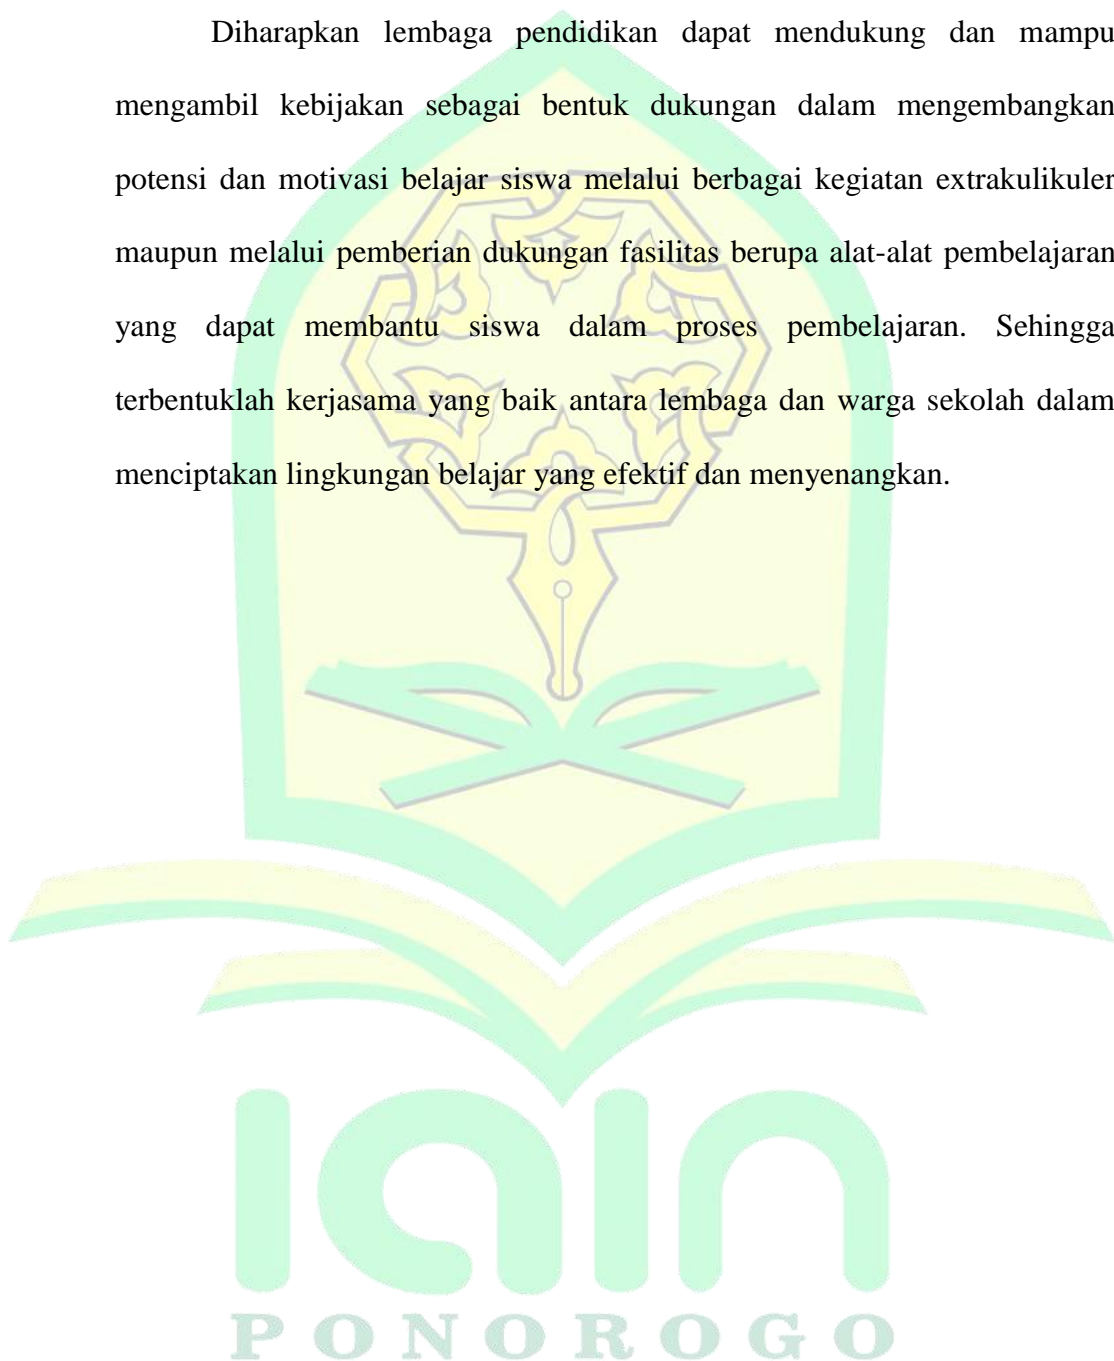 Diharapkan lembaga pendidikan dapat mendukung dan mampu
mengambil kebijakan sebagai bentuk dukungan dalam mengembangkan
potensi dan motivasi belajar siswa melalui berbagai kegiatan extrakulikuler
maupun melalui pemberian dukungan fasilitas berupa alat-alat pembelajaran
yang dapat membantu siswa dalam proses pembelajaran. Sehingga
terbentuklah kerjasama yang baik antara lembaga dan warga sekolah dalam
menciptakan lingkungan belajar yang efektif dan menyenangkan.
iain
PONOROGO